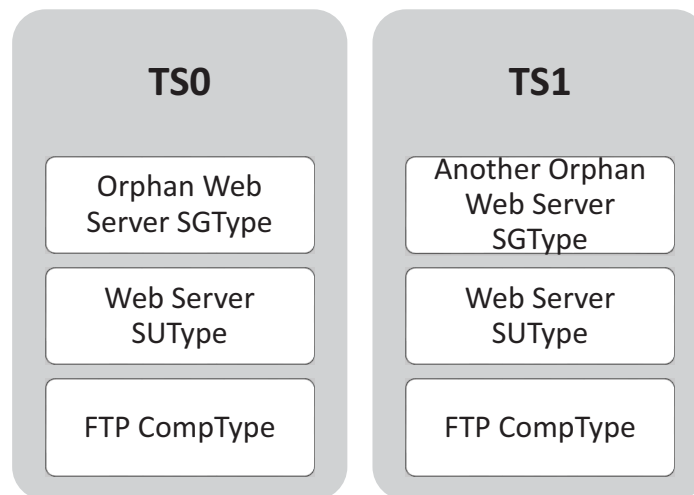 TS0
Orphan Web
Server SGType
Web Server
SUType
FTP CompType
TS1
Another Orphan
Web Server
SGType
Web Server
SUType
FTP CompType